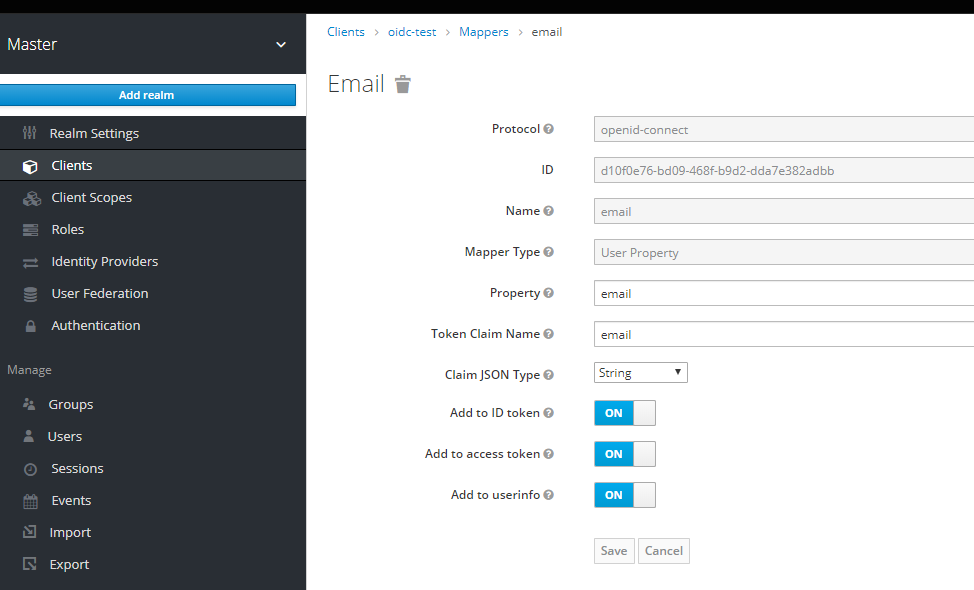 Master
Add realm
Realm Settings
Clients
Client Scopes
Roles
Identity Providers
User Federation
Authentication
Manage
Groups
Users
Sessions
Events
Import
Export
Clients > oidc-test > Mappers > email
Email
Protocol openid-connect
ID d10f0e76-bd09-468f-b9d2-dda7e382adbb
Name email
Mapper Type User Property
Property email
Token Claim Name email
Claim JSON Type String
Add to ID token ON
Add to access token ON
Add to userinfo ON
Save Cancel